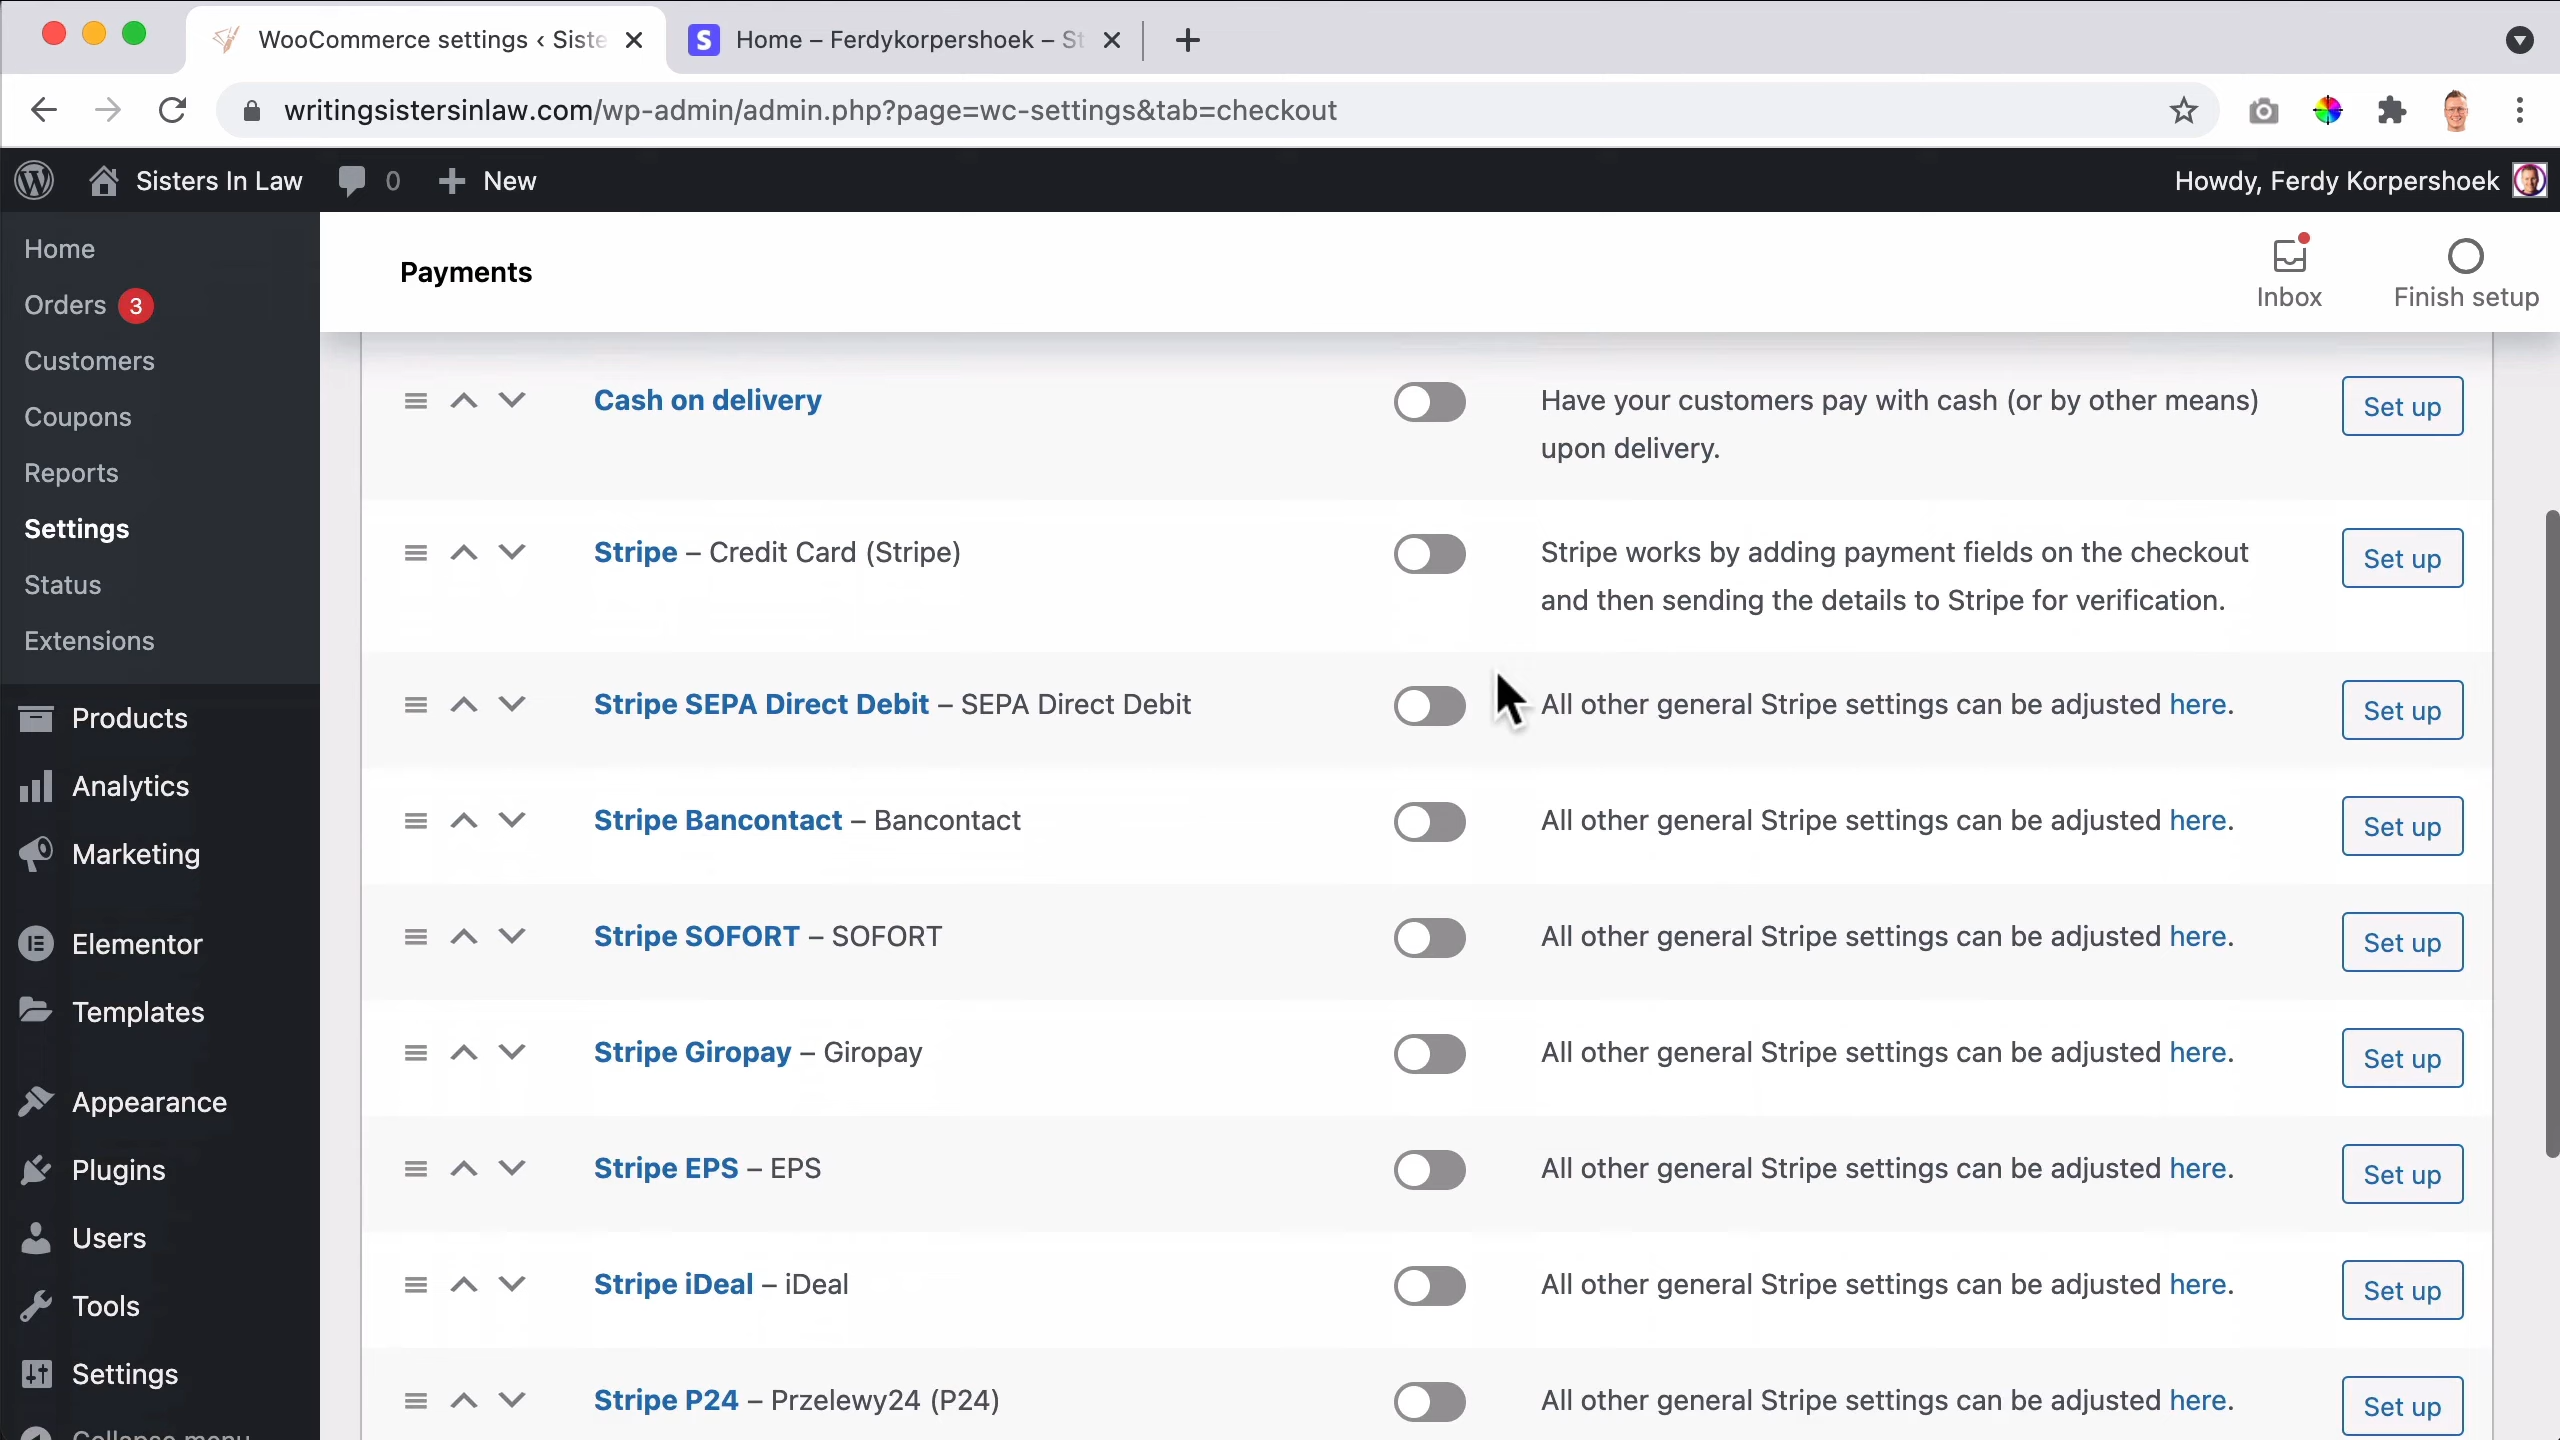 WooCommerce settings ‹ Siste
Home – Ferdykorpershoek – St
writingsistersinlaw.com/wp-admin/admin.php?page=wc-settings&tab=checkout
Sisters In Law
0
New
Howdy, Ferdy Korpershoek
Home
Orders 3
Customers
Coupons
Reports
Settings
Status
Extensions
Products
Analytics
Marketing
Elementor
Templates
Appearance
Plugins
Users
Tools
Settings
Collapse menu
Payments
Inbox
Finish setup
Cash on delivery
Have your customers pay with cash (or by other means)
upon delivery.
Set up
Stripe – Credit Card (Stripe)
Stripe works by adding payment fields on the checkout
and then sending the details to Stripe for verification.
Set up
Stripe SEPA Direct Debit – SEPA Direct Debit
All other general Stripe settings can be adjusted here.
Set up
Stripe Bancontact – Bancontact
All other general Stripe settings can be adjusted here.
Set up
Stripe SOFORT – SOFORT
All other general Stripe settings can be adjusted here.
Set up
Stripe Giropay – Giropay
All other general Stripe settings can be adjusted here.
Set up
Stripe EPS – EPS
All other general Stripe settings can be adjusted here.
Set up
Stripe iDeal – iDeal
All other general Stripe settings can be adjusted here.
Set up
Stripe P24 – Przelewy24 (P24)
All other general Stripe settings can be adjusted here.
Set up